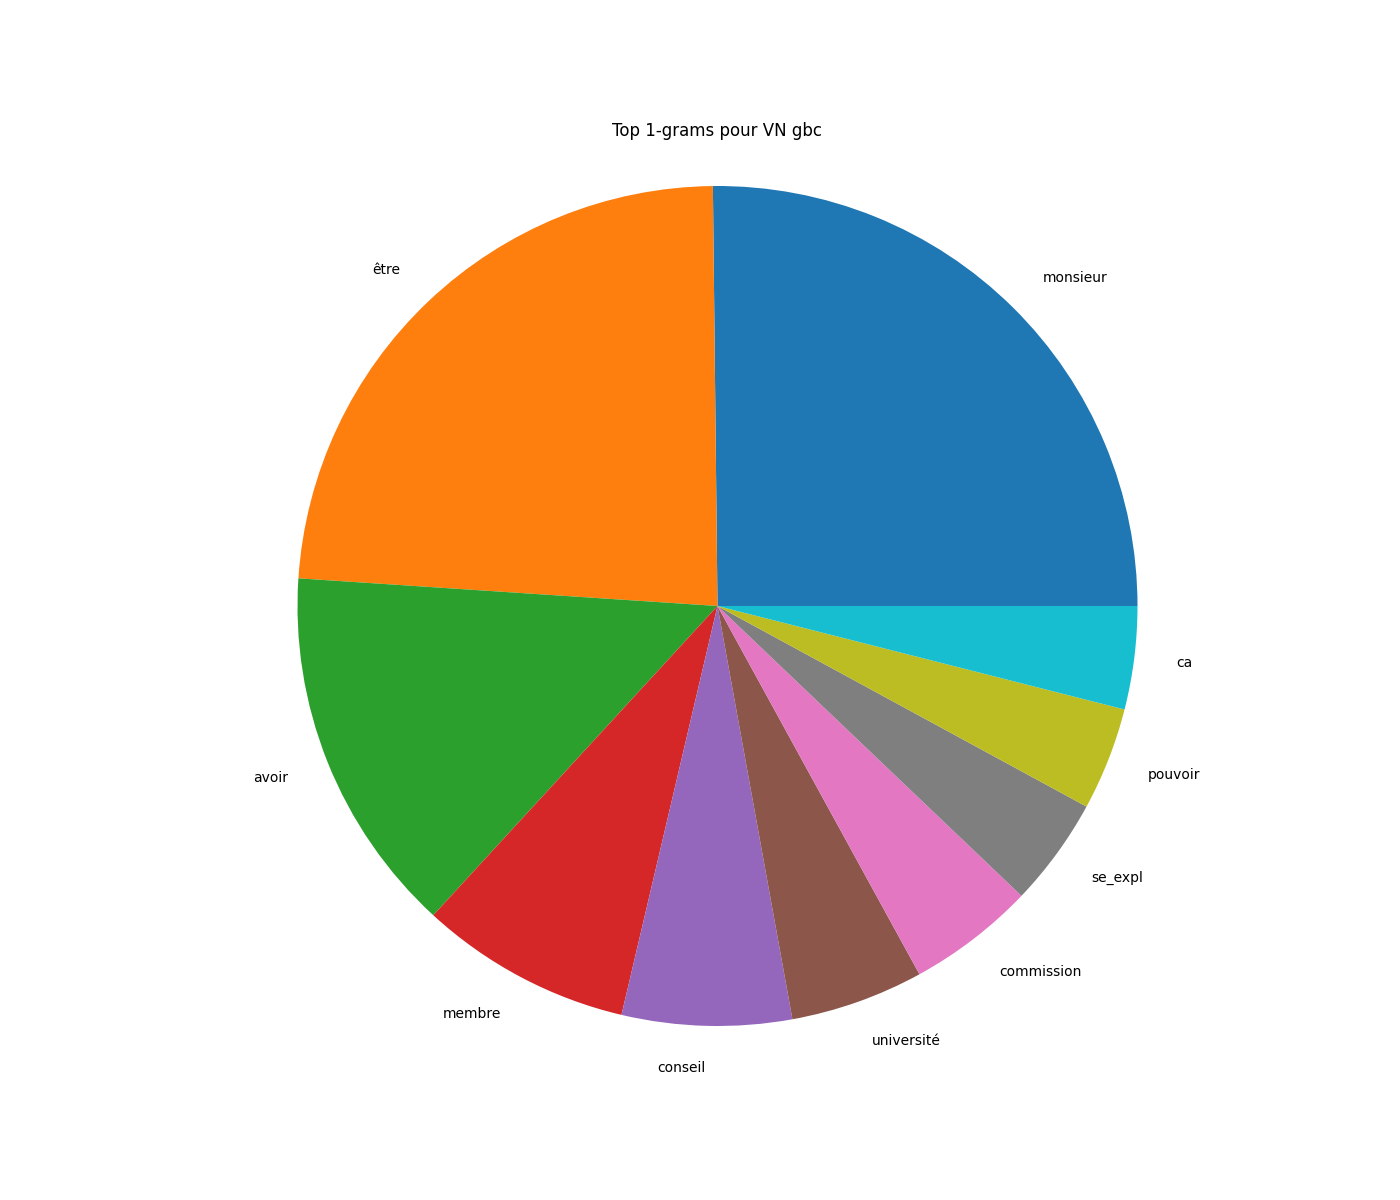 Top 1-grams pour VN gbc
être
monsieur
ca
avoir
pouvoir
se_expl
commission
membre
université
conseil